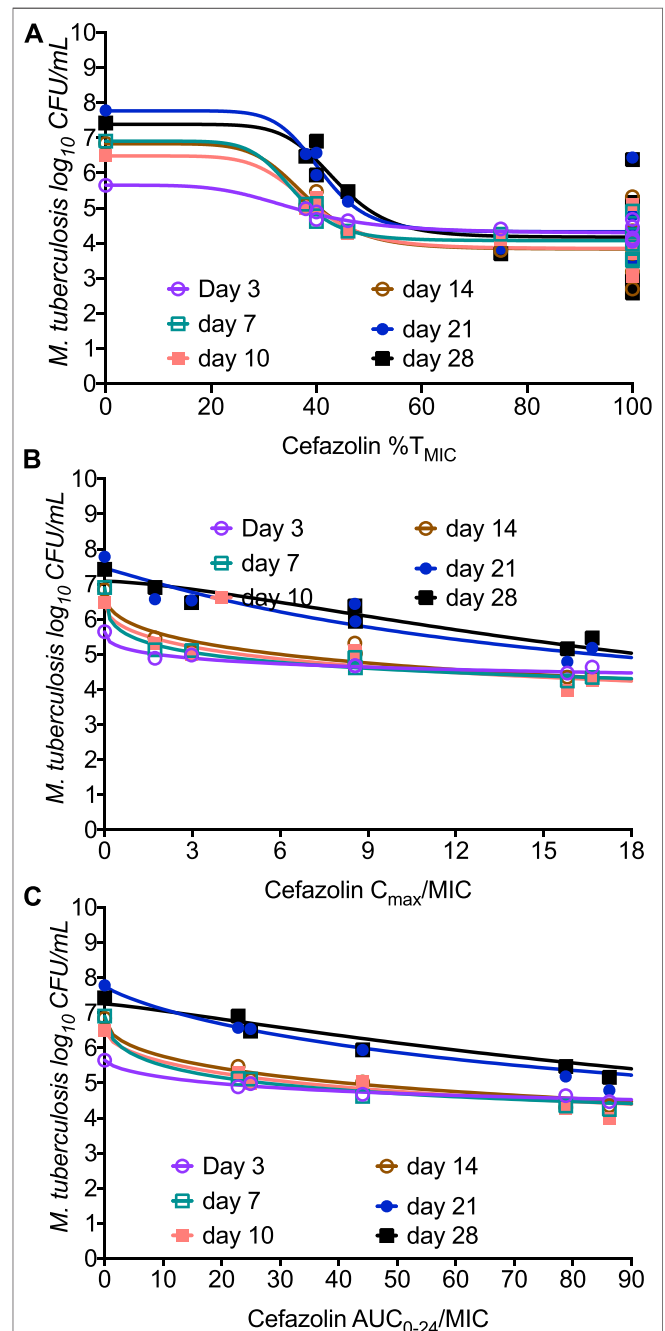 A
M. tuberculosis log10 CFU/mL
10
9
8
7
6
5
4
3
2
1
0
Day 3
day 14
day 7
day 21
day 10
day 28
0 20 40 60 80 100
Cefazolin %TMIC
B
M. tuberculosis log10 CFU/mL
10
9
8
7
6
5
4
3
2
1
0
Day 3
day 14
day 7
day 21
day 10
day 28
0 3 6 9 12 15 18
Cefazolin Cmax/MIC
C
M. tuberculosis log10 CFU/mL
10
9
8
7
6
5
4
3
2
1
0
Day 3
day 14
day 7
day 21
day 10
day 28
0 10 20 30 40 50 60 70 80 90
Cefazolin AUC0-24/MIC